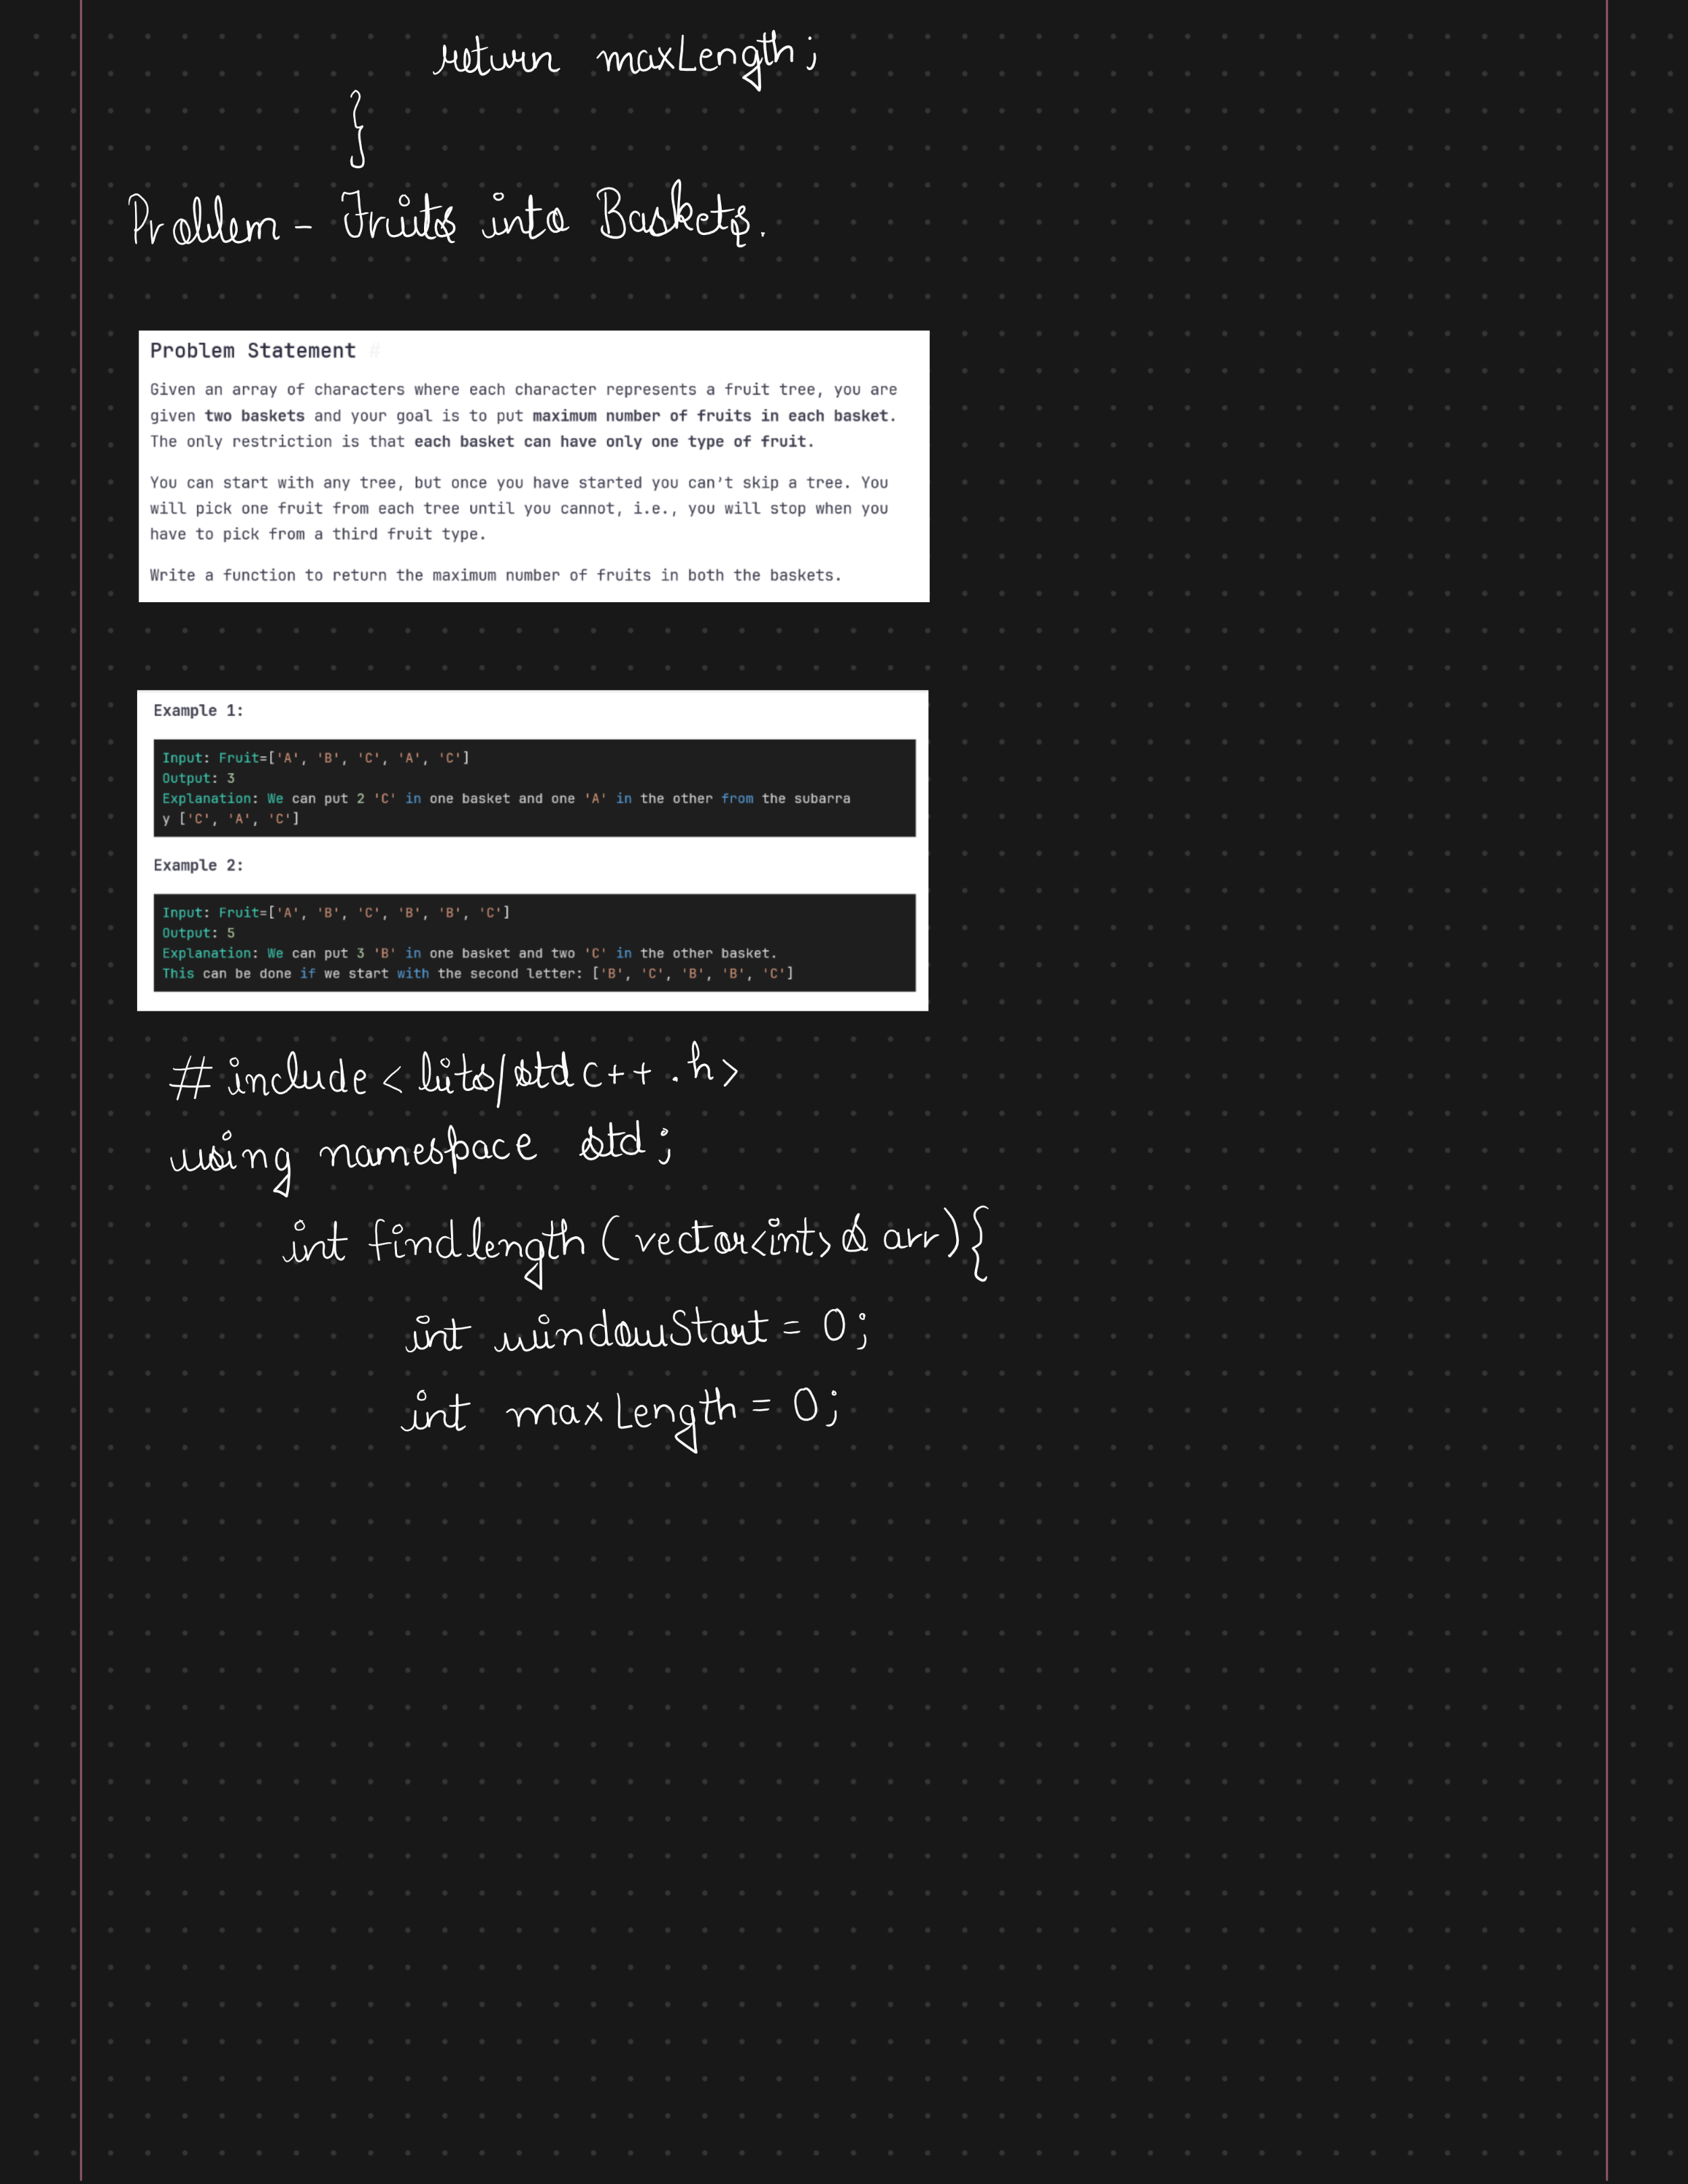 return maxLength;
}
Problem - Fruits into Baskets.
Problem Statement #
Given an array of characters where each character represents a fruit tree, you are
given two baskets and your goal is to put maximum number of fruits in each basket.
The only restriction is that each basket can have only one type of fruit.
You can start with any tree, but once you have started you can't skip a tree. You
will pick one fruit from each tree until you cannot, i.e., you will stop when you
have to pick from a third fruit type.
Write a function to return the maximum number of fruits in both the baskets.
Example 1:
Input: Fruit=['A', 'B', 'C', 'A', 'C']
Output: 3
Explanation: We can put 2 'C' in one basket and one 'A' in the other from the subarra
y ['C', 'A', 'C']
Example 2:
Input: Fruit=['A', 'B', 'C', 'B', 'B', 'C']
Output: 5
Explanation: We can put 3 'B' in one basket and two 'C' in the other basket.
This can be done if we start with the second letter: ['B', 'C', 'B', 'B', 'C']
#include <bits/stdc++.h>
using namespace std;
int findlength(vector<int>& arr){
int windowStart = 0;
int maxLength = 0;